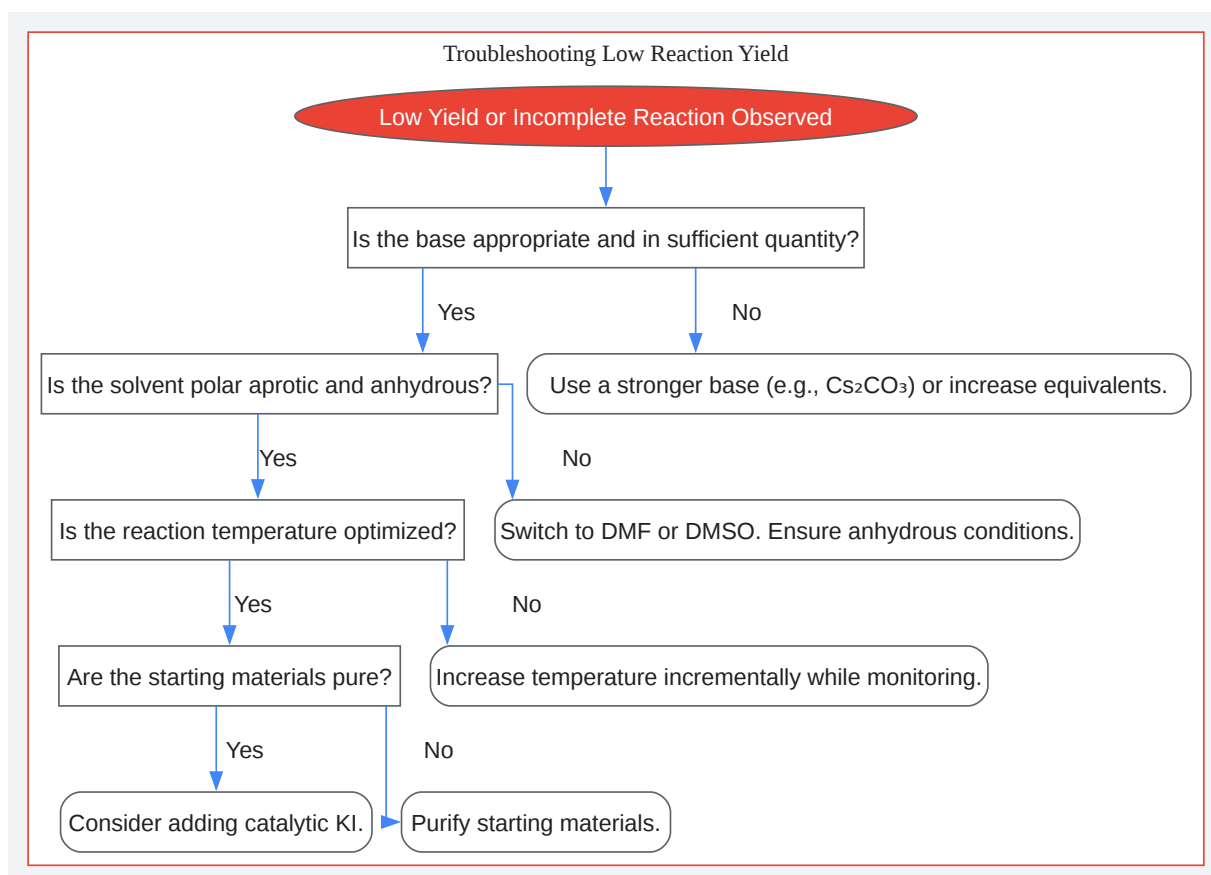 Troubleshooting Low Reaction Yield
Low Yield or Incomplete Reaction Observed
Is the base appropriate and in sufficient quantity?
Yes
No
Is the solvent polar aprotic and anhydrous?
Use a stronger base (e.g., Cs₂CO₃) or increase equivalents.
Yes
No
Is the reaction temperature optimized?
Switch to DMF or DMSO. Ensure anhydrous conditions.
Yes
No
Are the starting materials pure?
Increase temperature incrementally while monitoring.
Yes
No
Consider adding catalytic KI.
Purify starting materials.